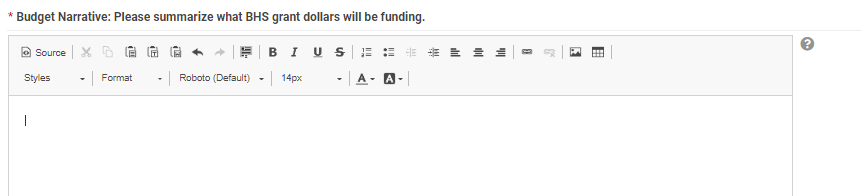 * Budget Narrative: Please summarize what BHS grant dollars will be funding.
Source B I U S
Styles Format Roboto (Default) 14px A A